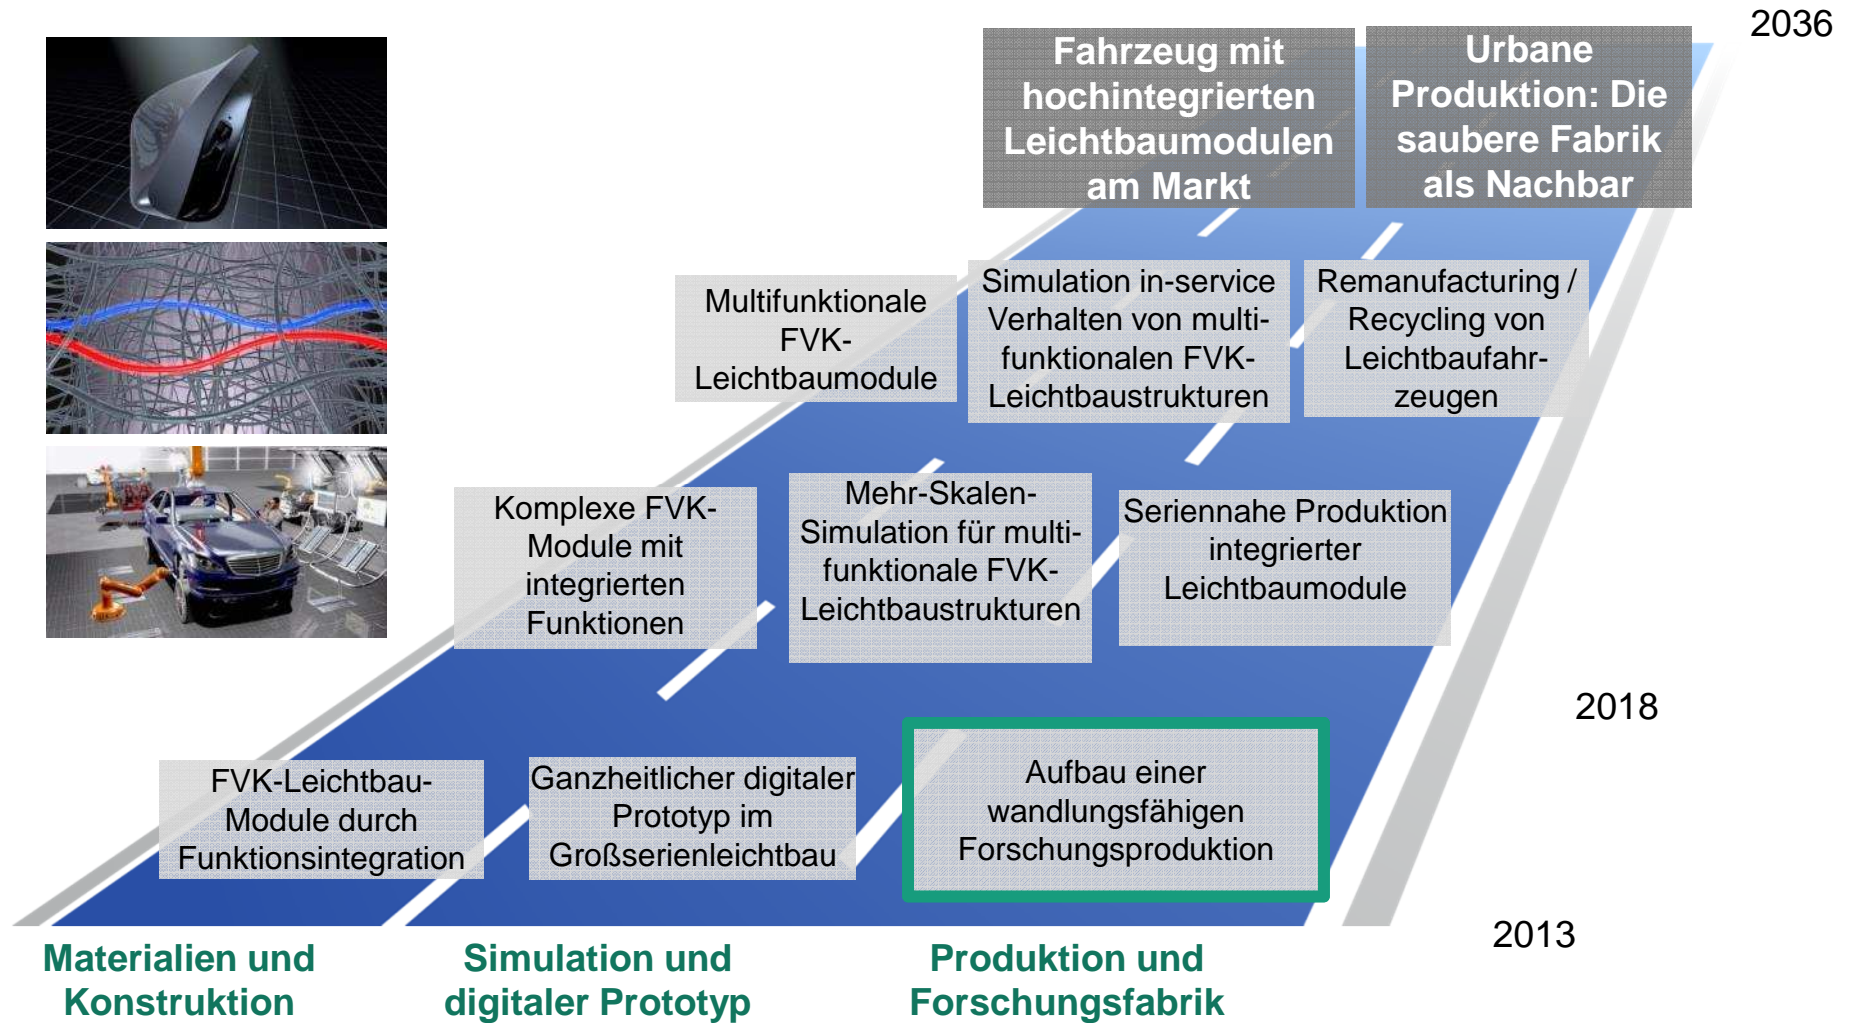 2036
Fahrzeug mit
hochintegrierten
Leichtbaumodulen
am Markt
Urbane
Produktion: Die
saubere Fabrik
als Nachbar
Multifunktionale
FVK-
Leichtbaumodule
Simulation in-service
Verhalten von multi-
funktionalen FVK-
Leichtbaustrukturen
Remanufacturing /
Recycling von
Leichtbaufahr-
zeugen
Komplexe FVK-
Module mit
integrierten
Funktionen
Mehr-Skalen-
Simulation für multi-
funktionale FVK-
Leichtbaustrukturen
Seriennahe Produktion
integrierter
Leichtbaumodule
2018
FVK-Leichtbau-
Module durch
Funktionsintegration
Ganzheitlicher digitaler
Prototyp im
Großserienleichtbau
Aufbau einer
wandlungsfähigen
Forschungsproduktion
2013
Materialien und
Konstruktion
Simulation und
digitaler Prototyp
Produktion und
Forschungsfabrik